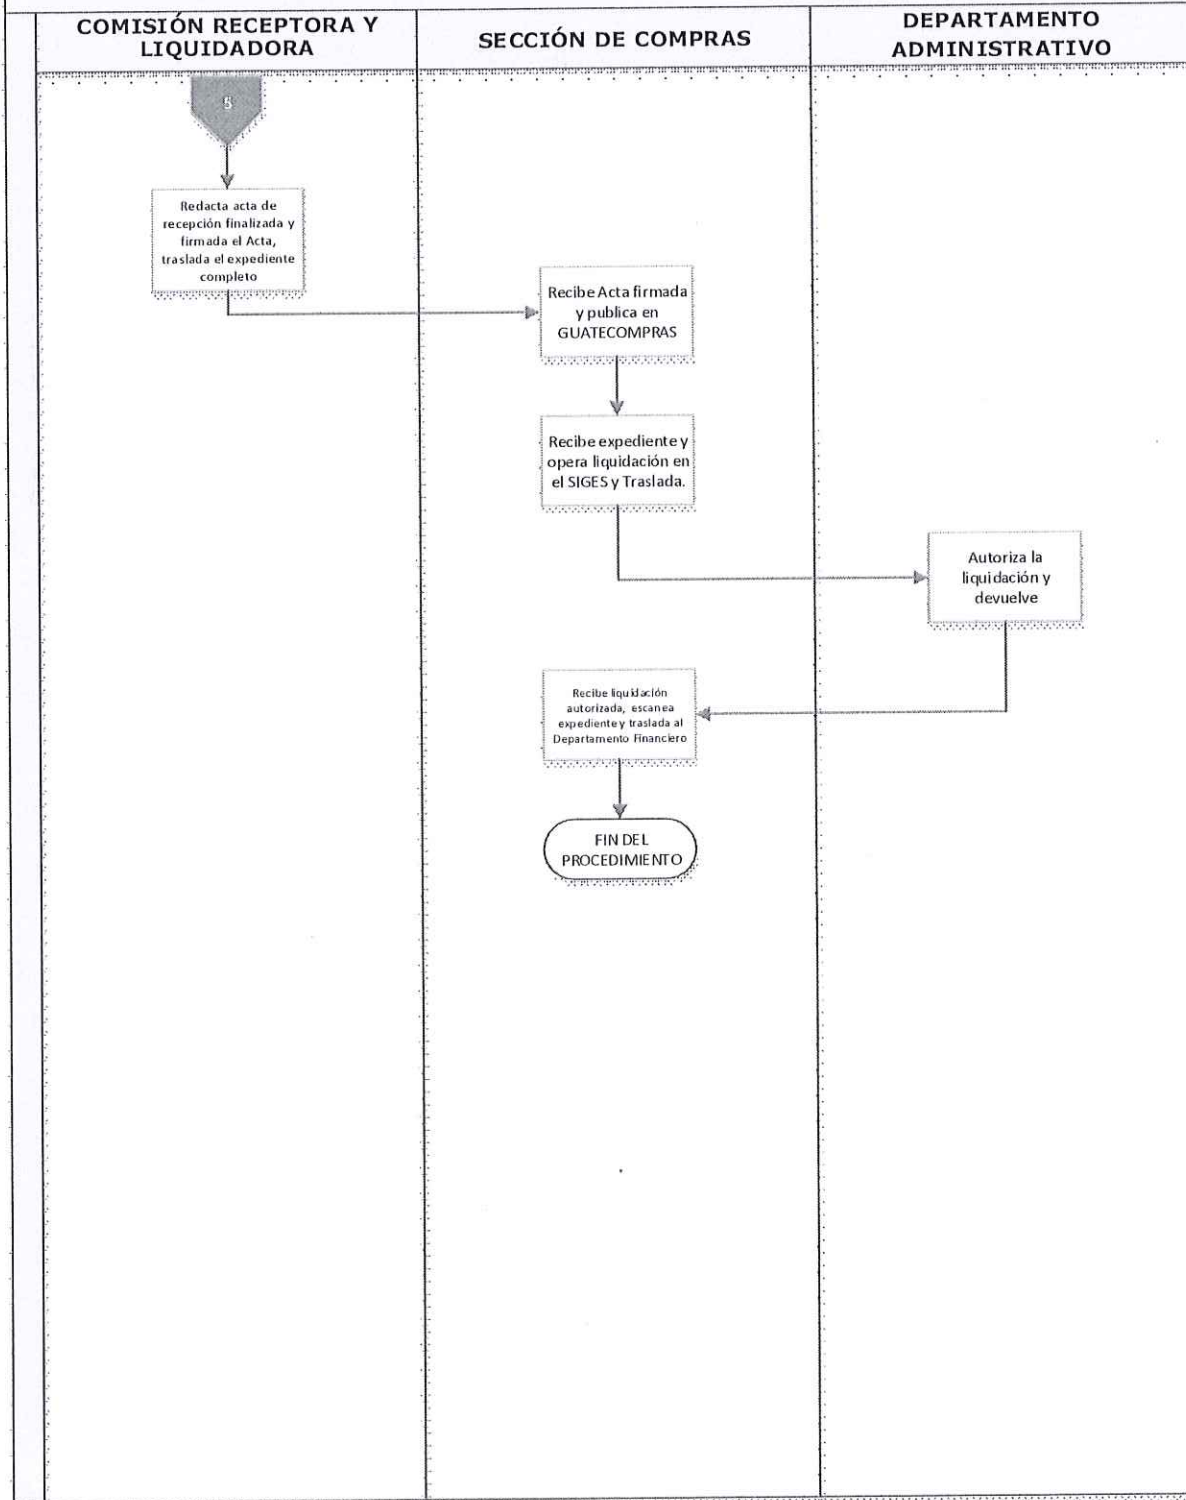 COMISIÓN RECEPTORA Y
LIQUIDADORA
SECCIÓN DE COMPRAS
DEPARTAMENTO
ADMINISTRATIVO
5
Redacta acta de
recepción finalizada y
firmada el Acta,
traslada el expediente
completo
Recibe Acta firmada
y publica en
GUATECOMPRAS
Recibe expediente y
opera liquidación en
el SIGES y Traslada.
Autoriza la
liquidación y
devuelve
Recibe liquidación
autorizada, escanea
expediente y traslada al
Departamento Financiero
FIN DEL
PROCEDIMIENTO